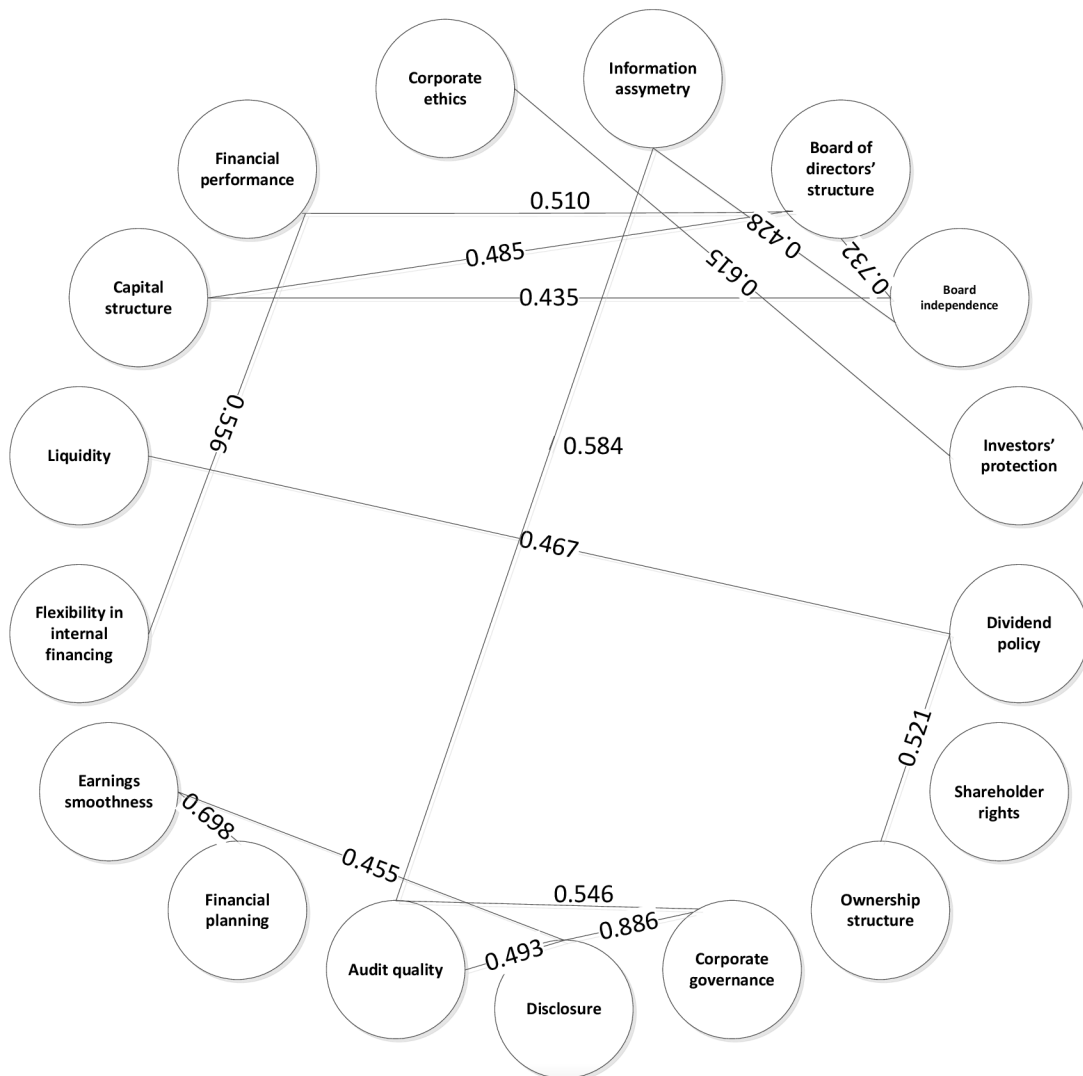 Corporate
ethics
Information
assymetry
Board of
directors'
structure
Financial
performance
0.510
0.428
0.732
0.485
0.615
Capital
structure
0.435
Board
independence
0.556
0.584
Liquidity
Investors'
protection
0.467
Flexibility in
internal
financing
Dividend
policy
0.521
Earnings
smoothness
0.698
Shareholder
rights
0.455
Financial
planning
0.546
0.886
0.493
Ownership
structure
Audit quality
Disclosure
Corporate
governance